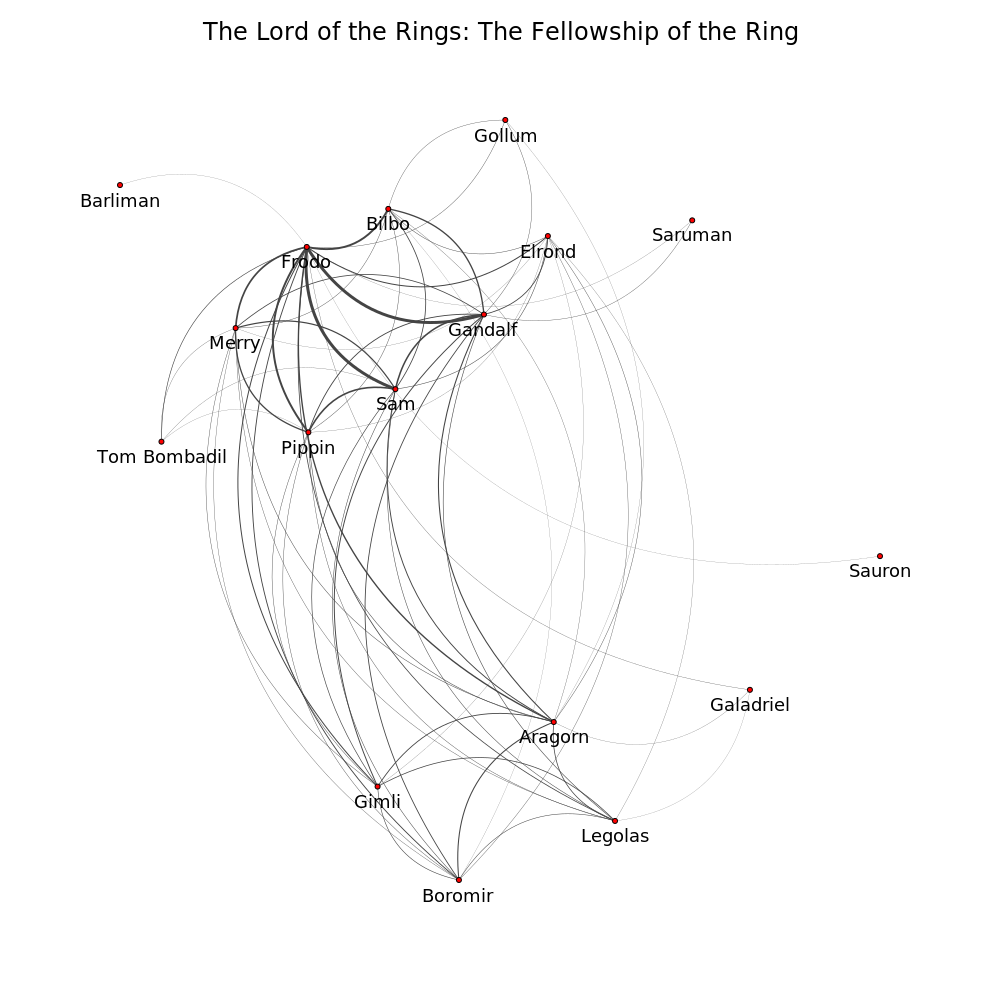 The Lord of the Rings: The Fellowship of the Ring
Gollum
Barliman
Bilbo
Saruman
Elrond
Frodo
Gandalf
Merry
Sam
Pippin
Tom Bombadil
Sauron
Galadriel
Aragorn
Gimli
Legolas
Boromir